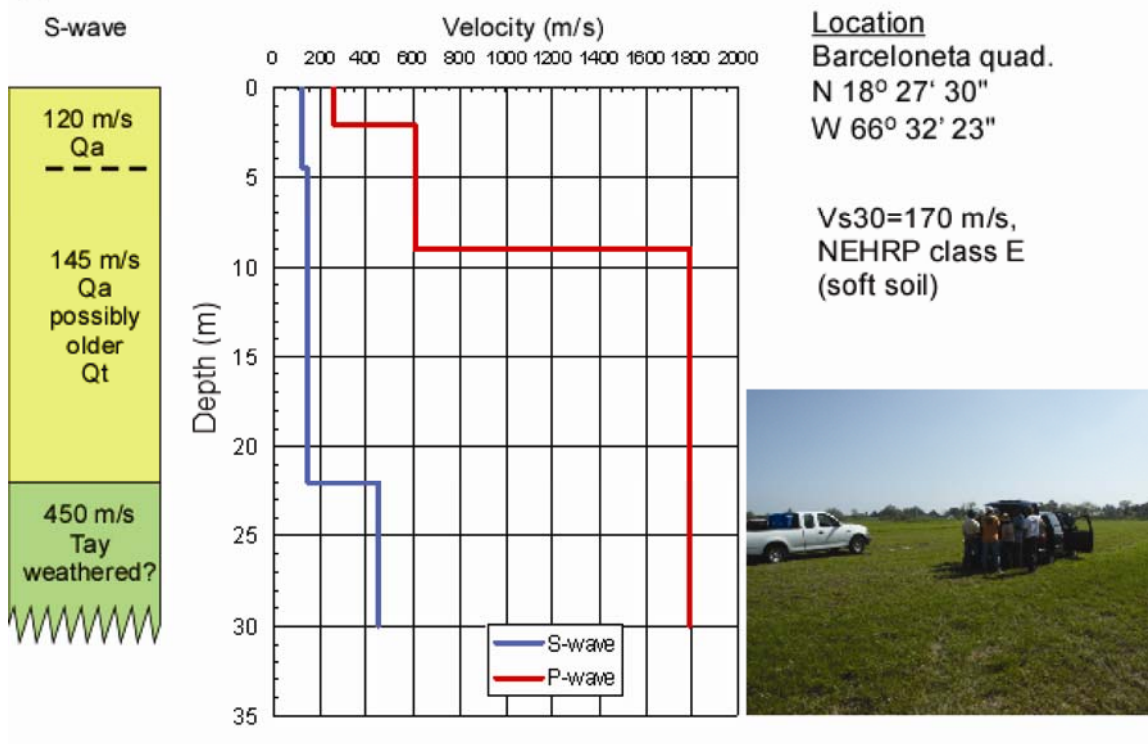 S-wave
120 m/s
Qa
145 m/s
Qa
possibly
older
Qt
450 m/s
Tay
weathered?
Velocity (m/s)
0 200 400 600 800 1000 1200 1400 1600 1800 2000
Depth (m)
0
5
10
15
20
25
30
35
S-wave
P-wave
Location
Barceloneta quad.
N 18º 27‘ 30"
W 66º 32’ 23"
Vs30=170 m/s,
NEHRP class E
(soft soil)